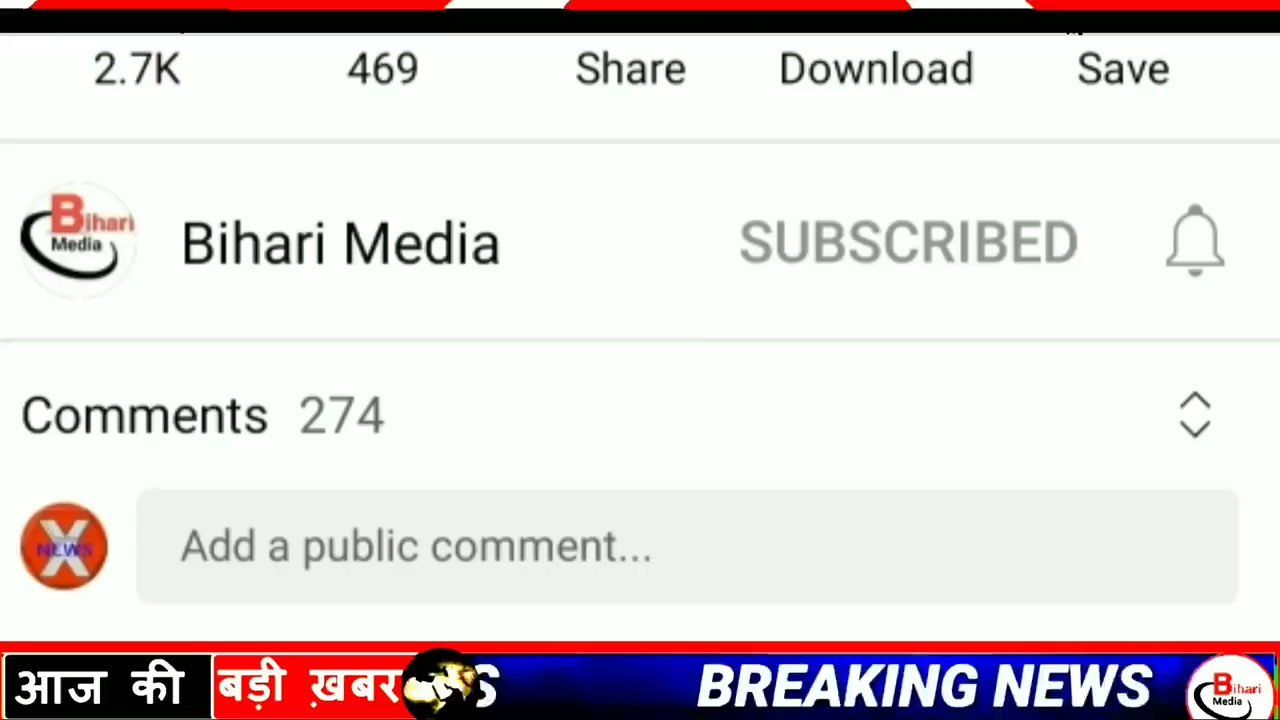 2.7K 469 Share Download Save
Bihari Media
Bihari Media SUBSCRIBED
Comments 274
X NEWS
Add a public comment...
आज की बड़ी ख़बर S BREAKING NEWS
Bihari Media